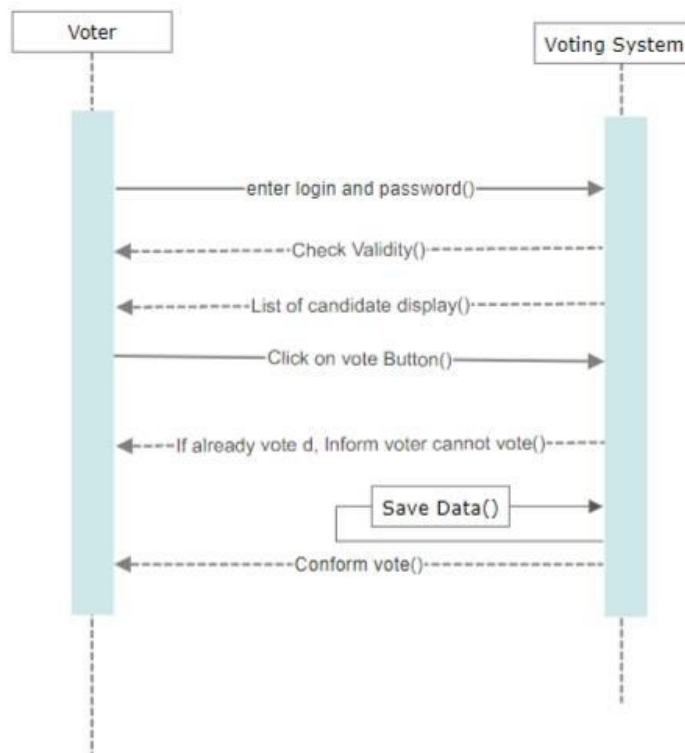 Voter
Voting System
enter login and password()
Check Validity()
List of candidate display()
Click on vote Button()
If already vote d, Inform voter cannot vote()
Save Data()
Conform vote()